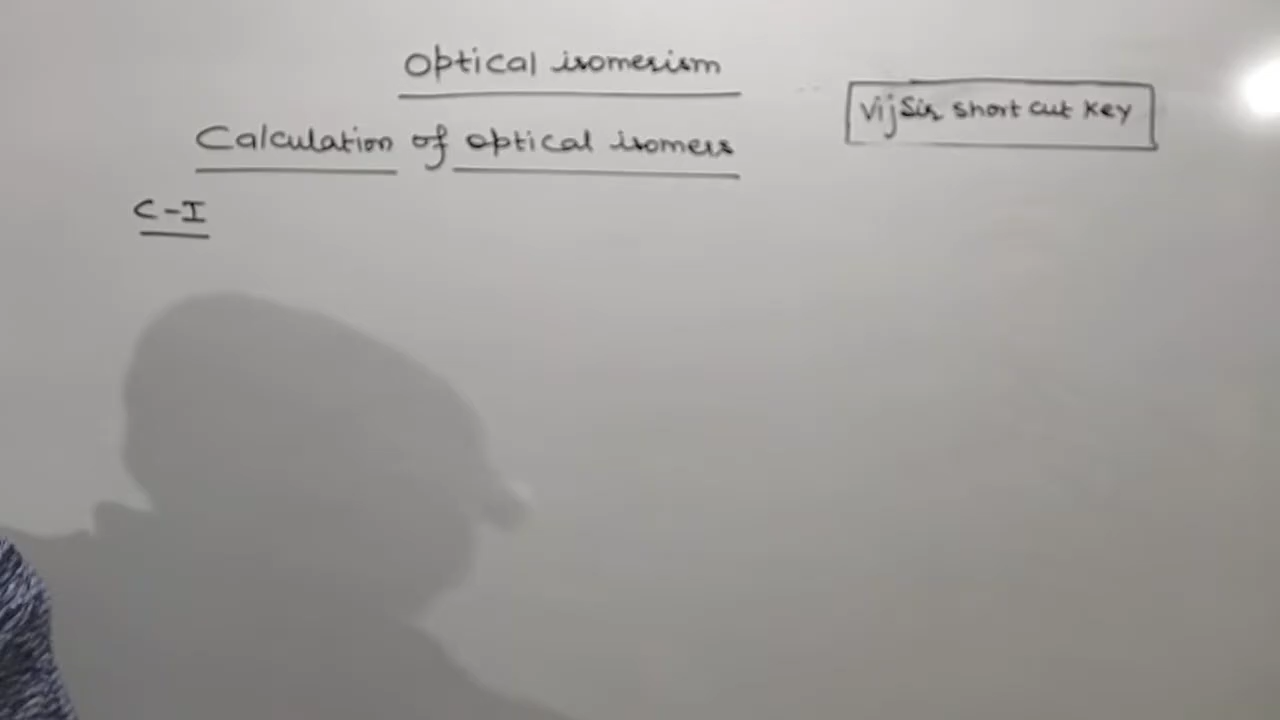 Optical isomerism
Vij Sir short cut key
Calculation of optical isomers
C-I